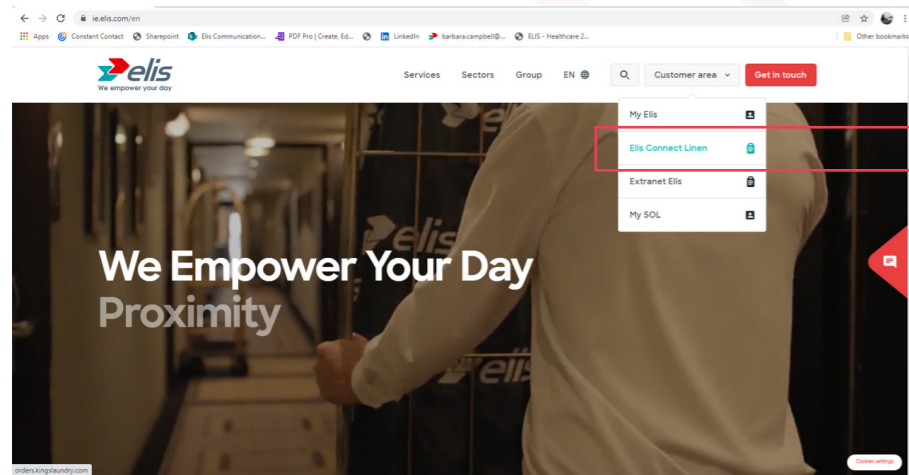 ie.elis.com/en
Apps Constant Contact Sharepoint Elis Communication... PDF Pro | Create, Ed... LinkedIn barbara.campbell@... ELIS - Healthcare 2... Other bookmarks
elis
We empower your day
Services Sectors Group EN Customer area Get in touch
My Elis
Elis Connect Linen
Extranet Elis
My SOL
elis
We Empower Your Day
Proximity
elis
orders.kingslaundry.com
Cookies settings